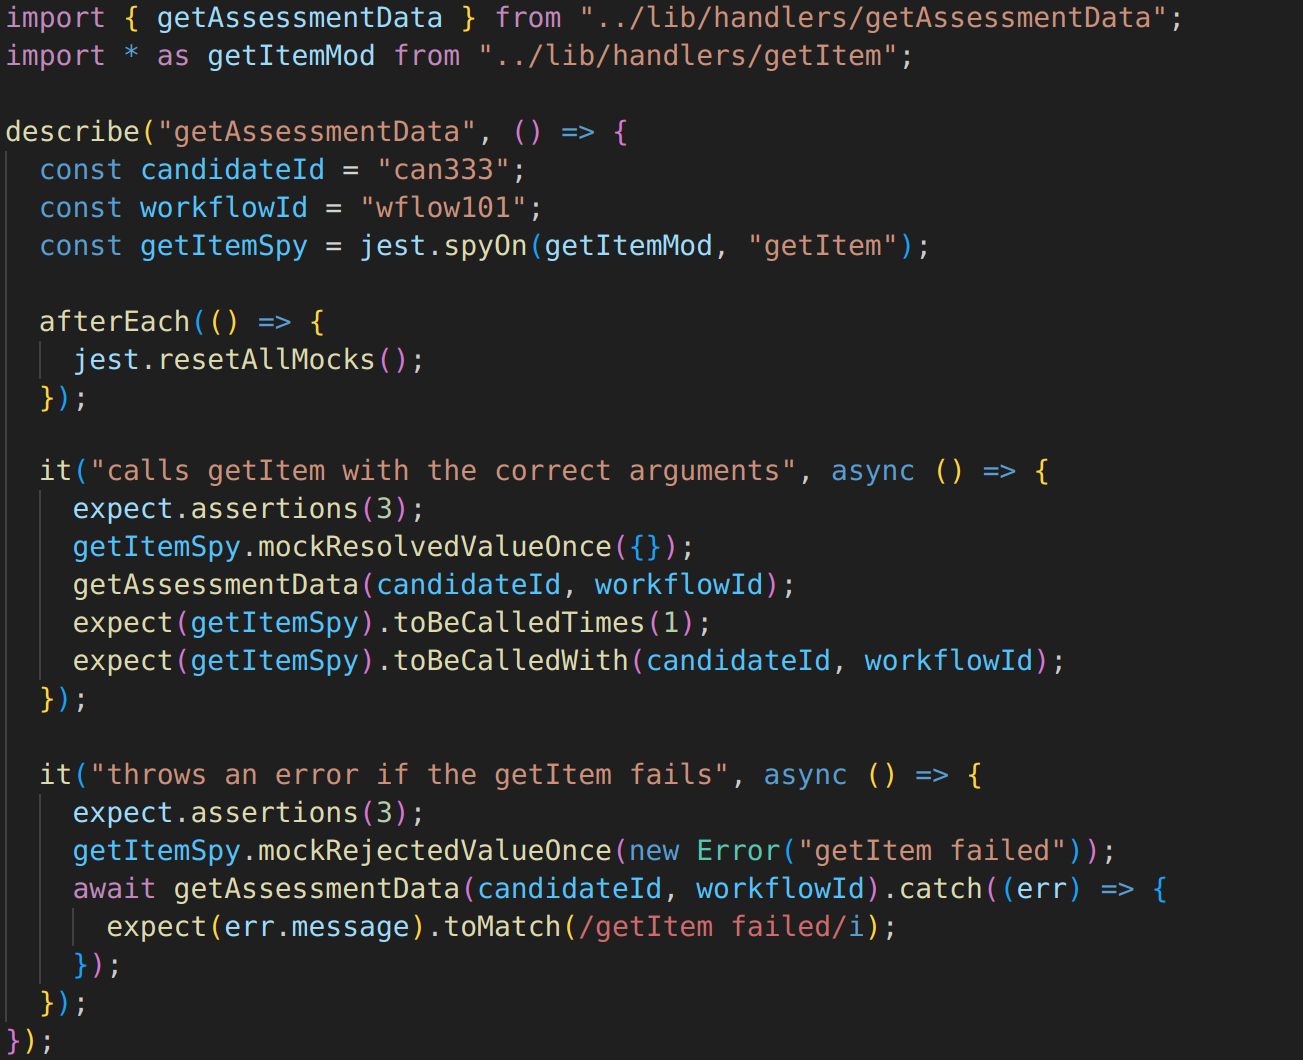 import { getAssessmentData } from "../lib/handlers/getAssessmentData";
import * as getItemMod from "../lib/handlers/getItem";

describe("getAssessmentData", () => {
  const candidateId = "can333";
  const workflowId = "wflow101";
  const getItemSpy = jest.spyOn(getItemMod, "getItem");

  afterEach(() => {
    jest.resetAllMocks();
  });

  it("calls getItem with the correct arguments", async () => {
    expect.assertions(3);
    getItemSpy.mockResolvedValueOnce({});
    getAssessmentData(candidateId, workflowId);
    expect(getItemSpy).toBeCalledTimes(1);
    expect(getItemSpy).toBeCalledWith(candidateId, workflowId);
  });

  it("throws an error if the getItem fails", async () => {
    expect.assertions(3);
    getItemSpy.mockRejectedValueOnce(new Error("getItem failed"));
    await getAssessmentData(candidateId, workflowId).catch((err) => {
      expect(err.message).toMatch(/getItem failed/i);
    });
  });
});